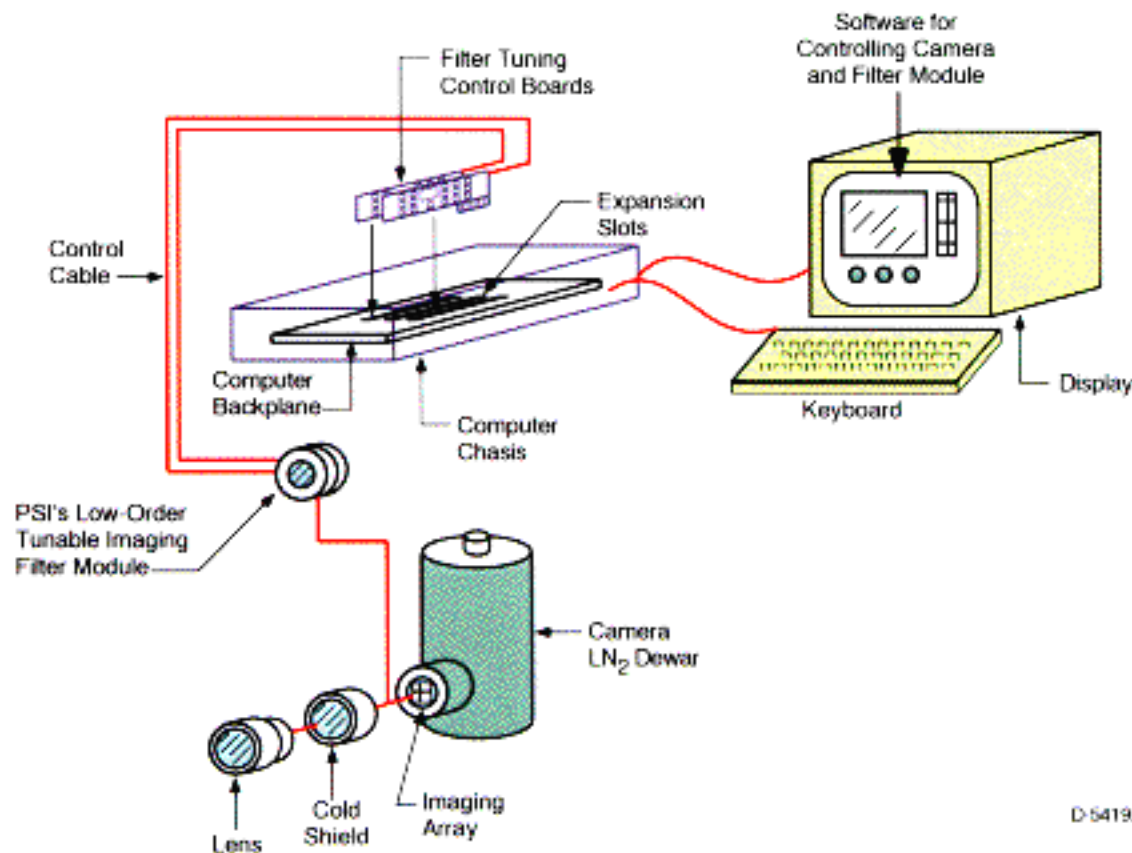 Software for
Controlling Camera
and Filter Module
Filter Tuning
Control Boards
Expansion
Slots
Control
Cable
Computer
Backplane
Computer
Chasis
Keyboard
Display
PSI's Low-Order
Tunable Imaging
Filter Module
Camera
LN2 Dewar
Imaging
Array
Cold
Shield
Lens
D-5419